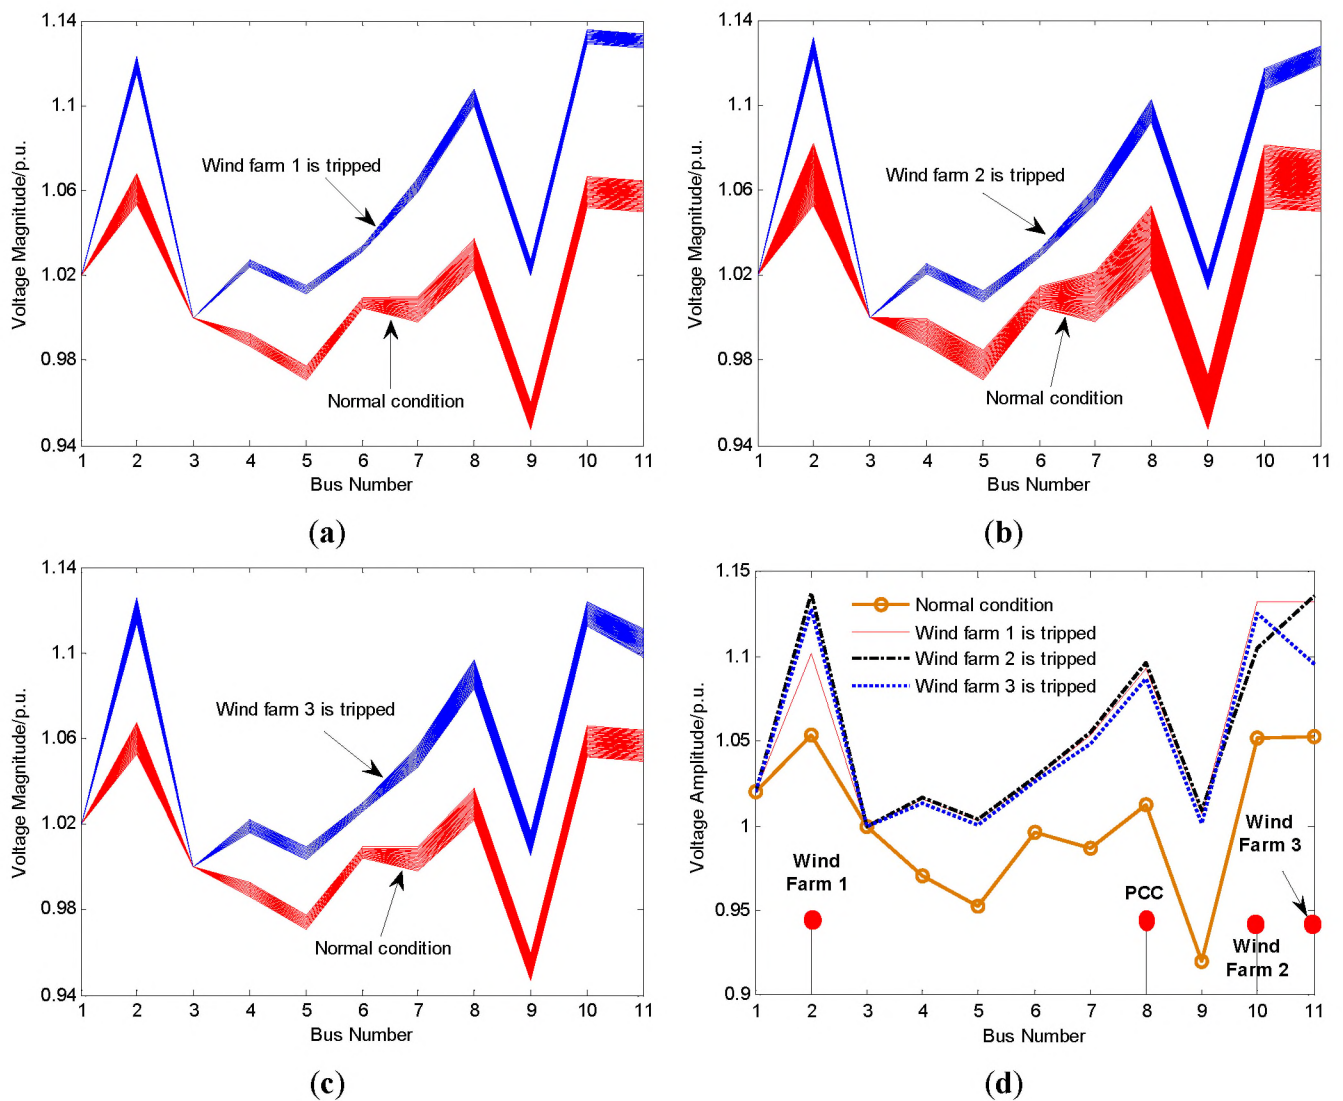 1.14
1.1
1.06
1.02
0.98
0.94
Voltage Magnitude/p.u.
Wind farm 1 is tripped
Normal condition
1 2 3 4 5 6 7 8 9 10 11
Bus Number
(a)
1.14
1.1
1.06
1.02
0.98
0.94
Voltage Magnitude/p.u.
Wind farm 2 is tripped
Normal condition
1 2 3 4 5 6 7 8 9 10 11
Bus Number
(b)
1.14
1.1
1.06
1.02
0.98
0.94
Voltage Magnitude/p.u.
Wind farm 3 is tripped
Normal condition
1 2 3 4 5 6 7 8 9 10 11
Bus Number
(c)
1.15
1.1
1.05
1
0.95
0.9
Voltage Amplitude/p.u.
Normal condition
Wind farm 1 is tripped
Wind farm 2 is tripped
Wind farm 3 is tripped
Wind
Farm 1
PCC
Wind
Farm 3
Wind
Farm 2
1 2 3 4 5 6 7 8 9 10 11
Bus Number
(d)